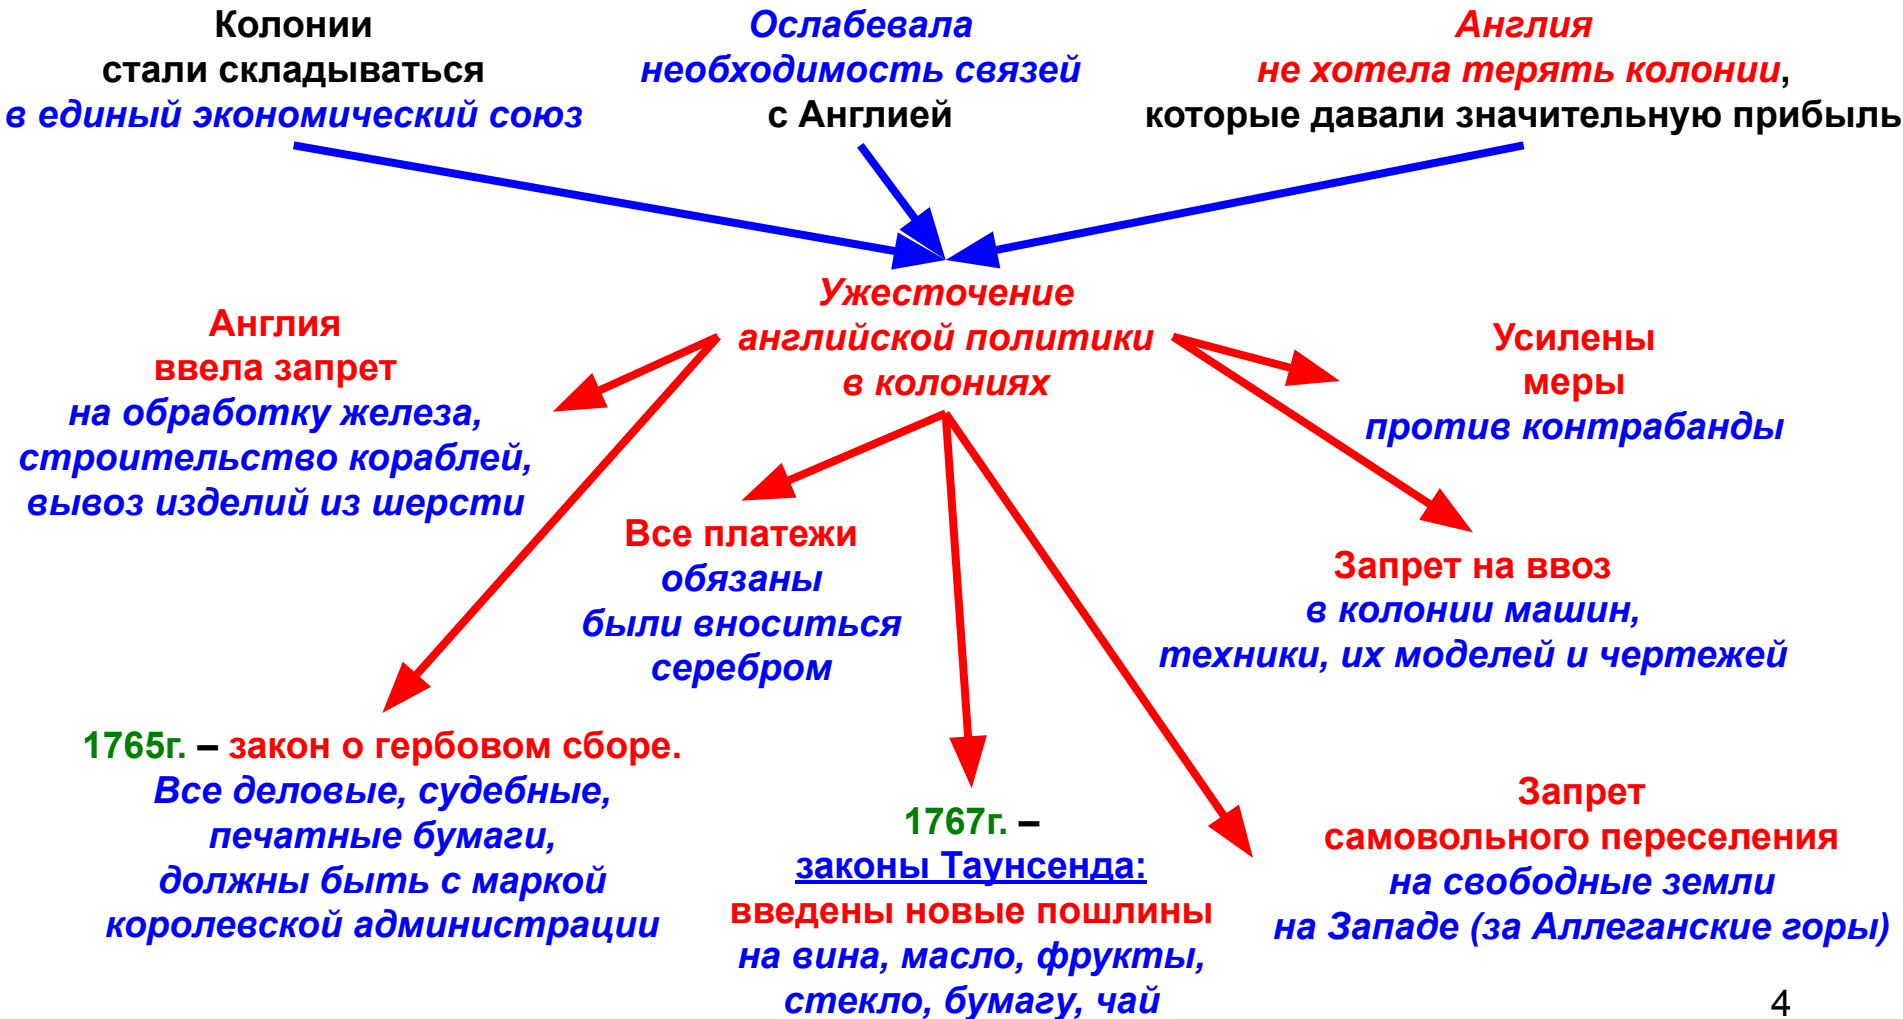 Колонии
стали складываться
в единый экономический союз
Ослабевала
необходимость связей
с Англией
Англия
не хотела терять колонии,
которые давали значительную прибыль
Ужесточение
английской политики
в колониях
Англия
ввела запрет
на обработку железа,
строительство кораблей,
вывоз изделий из шерсти
Усилены
меры
против контрабанды
Все платежи
обязаны
были вноситься
серебром
Запрет на ввоз
в колонии машин,
техники, их моделей и чертежей
1765г. – закон о гербовом сборе.
Все деловые, судебные,
печатные бумаги,
должны быть с маркой
королевской администрации
1767г. –
законы Таунсенда:
введены новые пошлины
на вина, масло, фрукты,
стекло, бумагу, чай
Запрет
самовольного переселения
на свободные земли
на Западе (за Аллеганские горы)
4